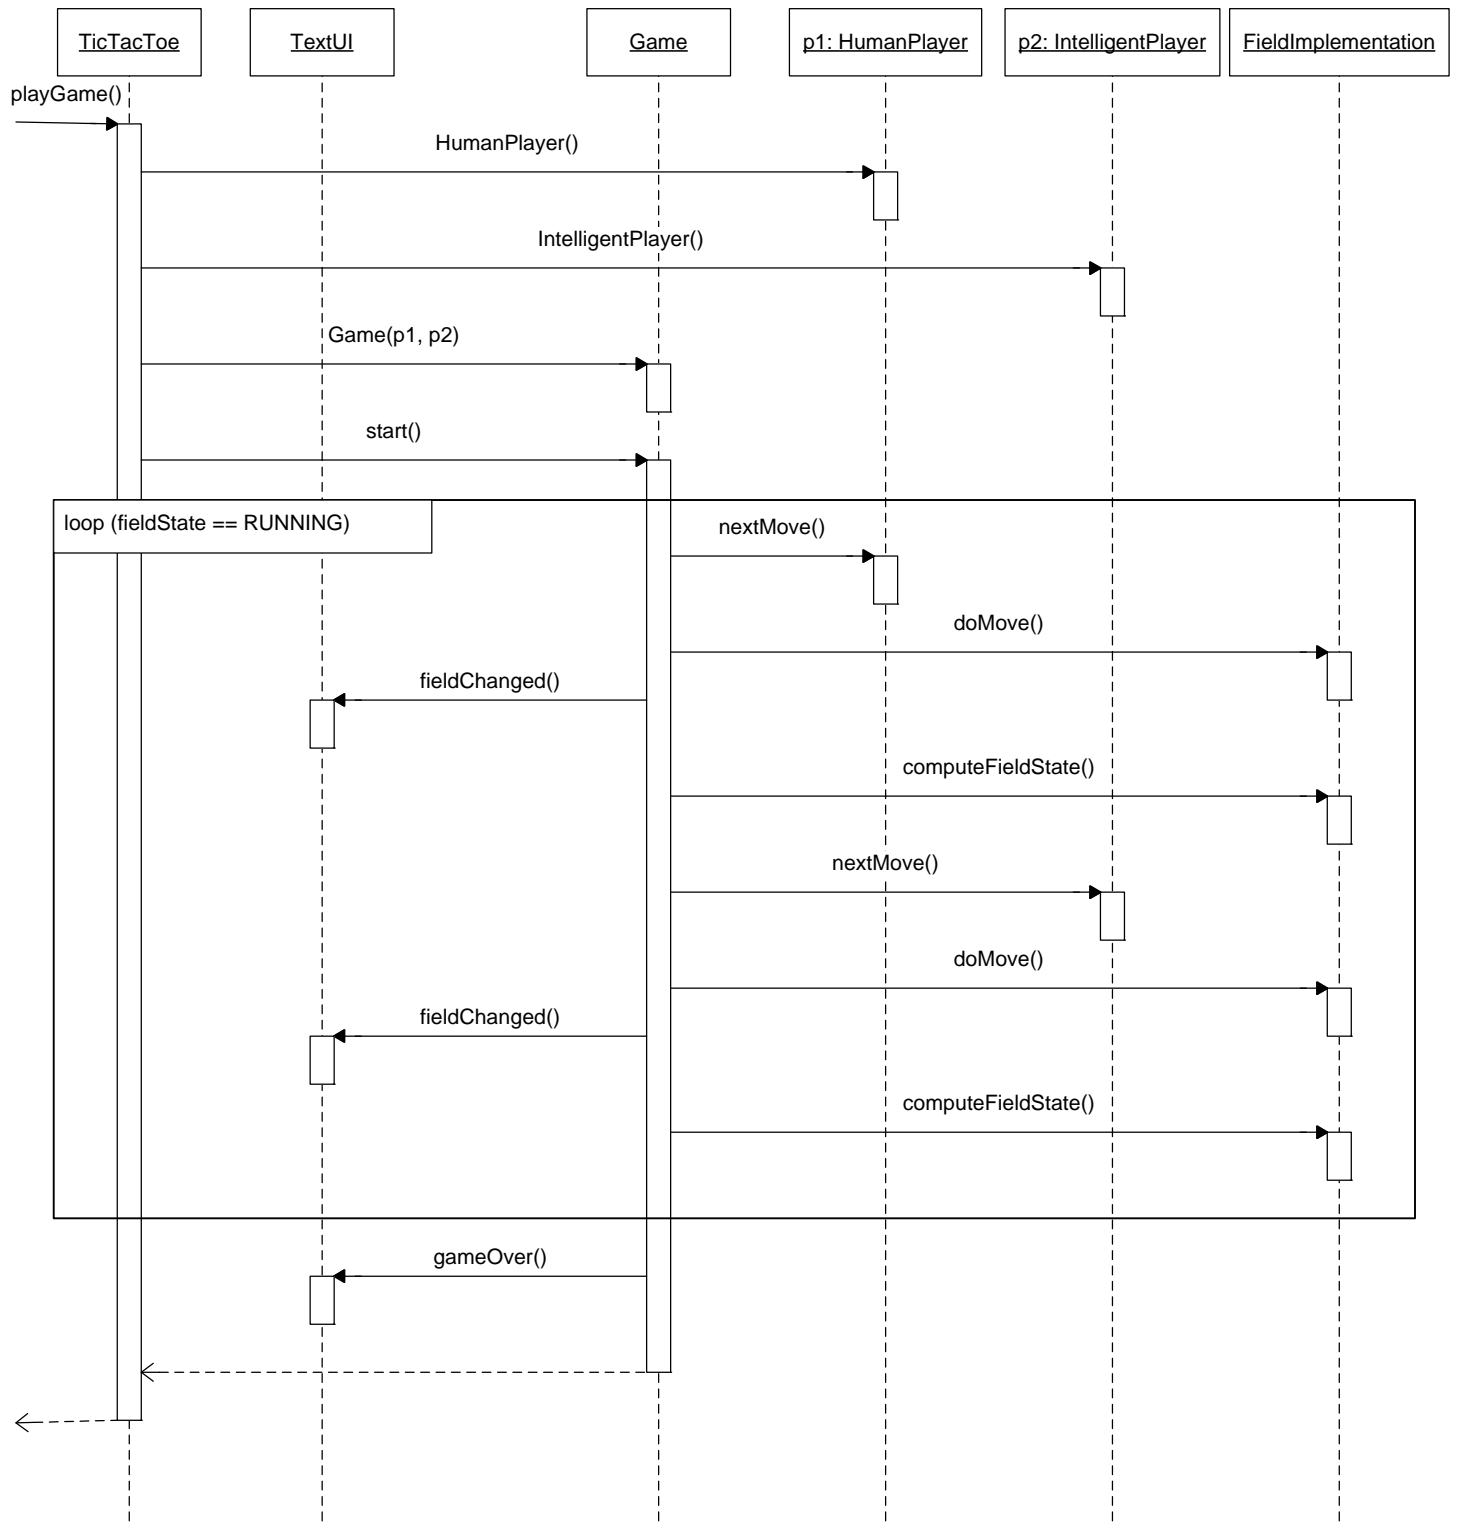 TicTacToe
TextUI
Game
p1: HumanPlayer
p2: IntelligentPlayer
FieldImplementation
playGame()
HumanPlayer()
IntelligentPlayer()
Game(p1, p2)
start()
loop (fieldState == RUNNING)
nextMove()
doMove()
fieldChanged()
computeFieldState()
nextMove()
doMove()
fieldChanged()
computeFieldState()
gameOver()